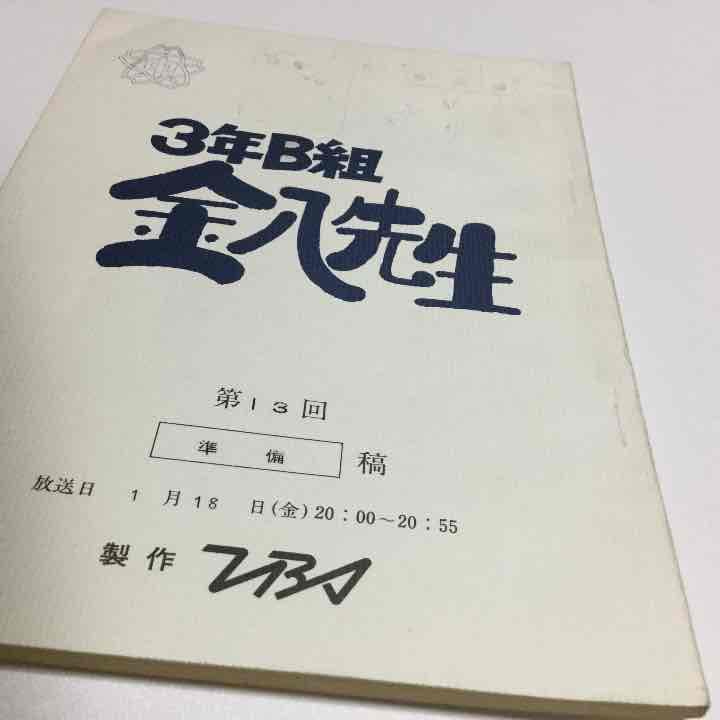 3年B組
金八先生
第13回
準備 稿
放送日 1月18日(金)20:00～20:55
製作 TBS